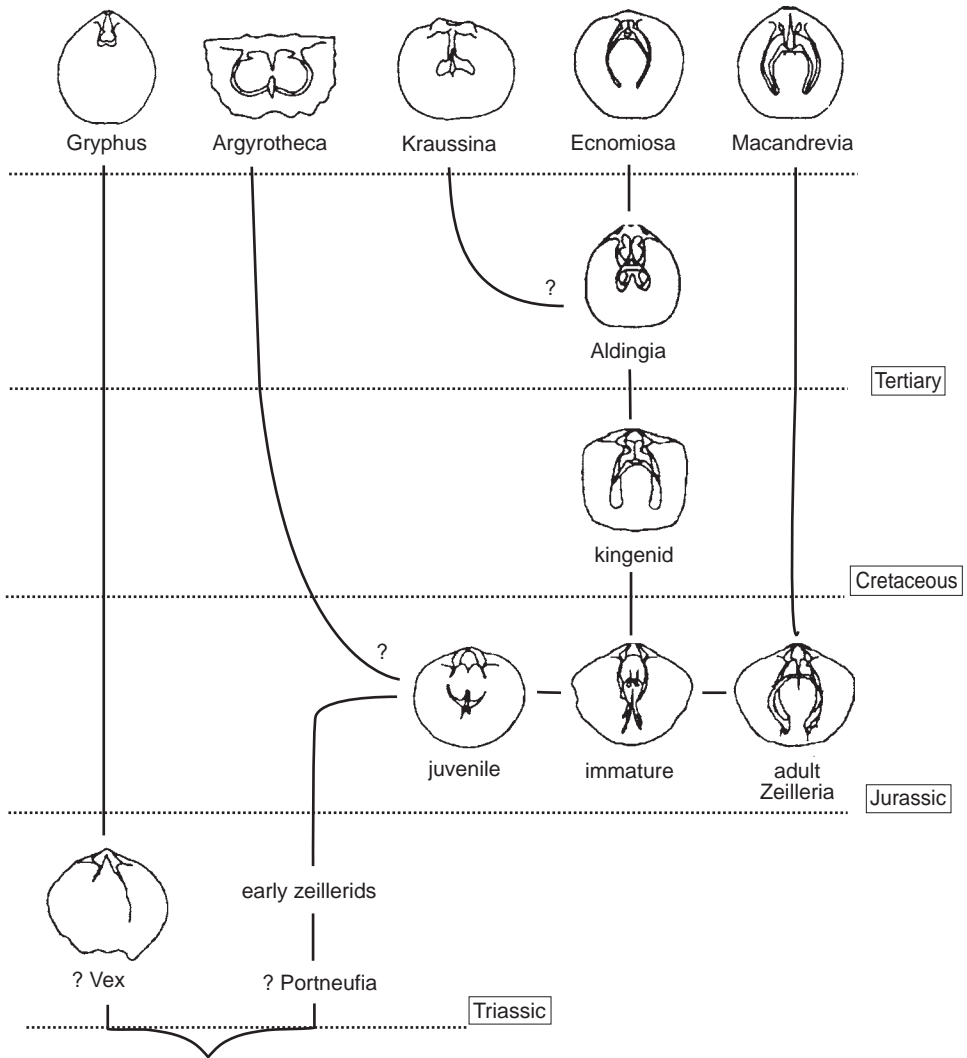 Gryphus
Argyrotheca
Kraussina
Ecnomiosa
Macandrevia
?
Aldingia
Tertiary
kingenid
Cretaceous
?
juvenile
immature
adult
Zeilleria
Jurassic
early zeillerids
? Vex
? Portneufia
Triassic